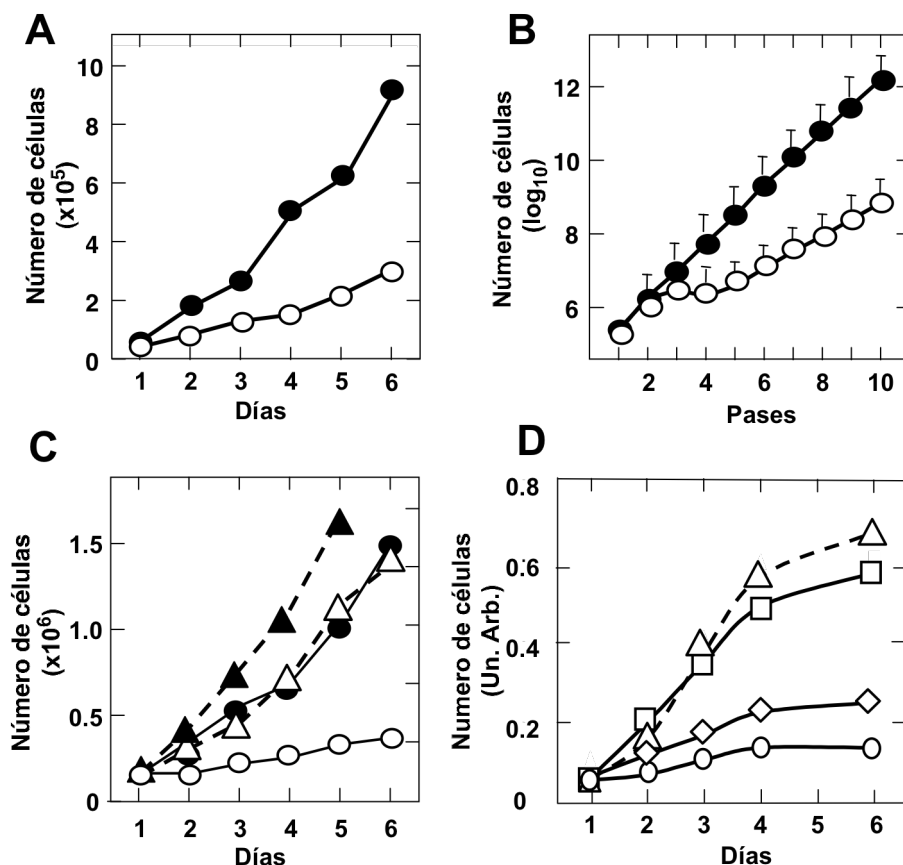 A
Número de células
(x10⁵)
10
8
6
4
2
0
1 2 3 4 5 6
Días
B
Número de células
(log₁₀)
12
10
8
6
2 4 6 8 10
Pases
C
Número de células
(x10⁶)
1.5
1.0
0.5
0
1 2 3 4 5 6
Días
D
Numero de células
(Un. Arb.)
0.8
0.6
0.4
0.2
0
1 2 3 4 5 6
Días